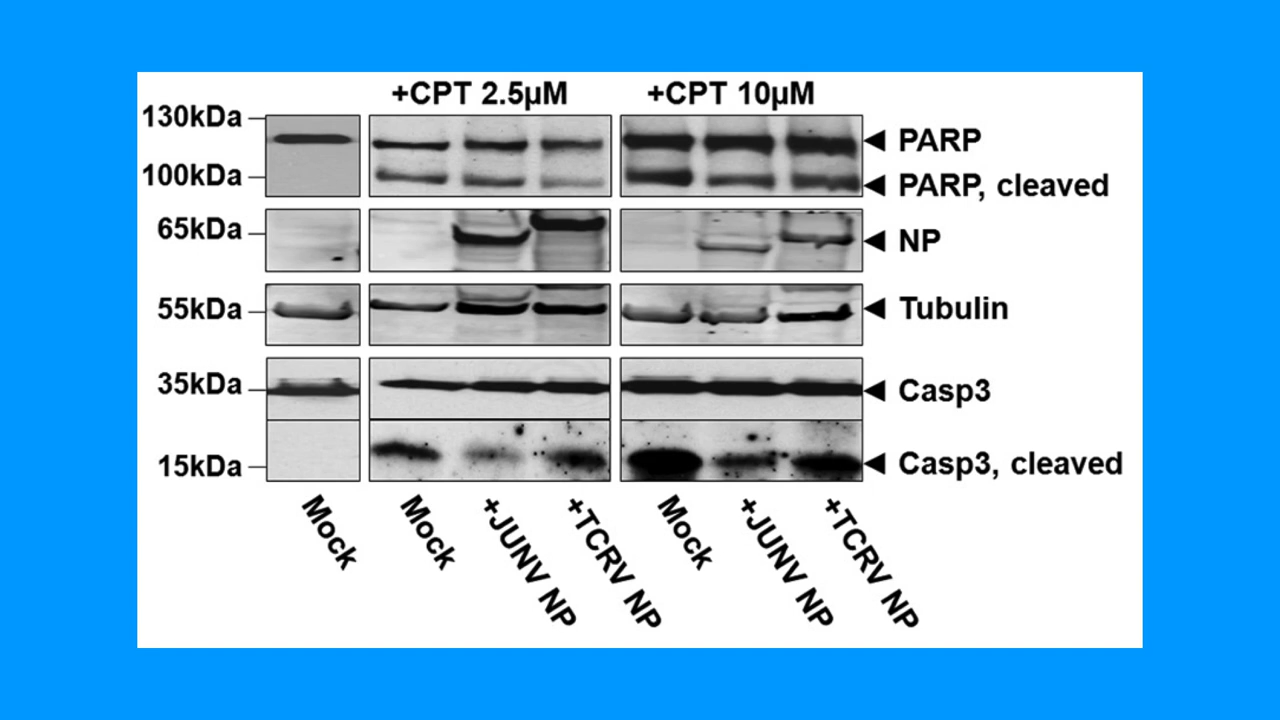 +CPT 2.5µM +CPT 10µM
130kDa
PARP
100kDa
PARP, cleaved
65kDa
NP
55kDa
Tubulin
35kDa
Casp3
15kDa
Casp3, cleaved
Mock
Mock
+JUNV NP
+TCRV NP
Mock
+JUNV NP
+TCRV NP